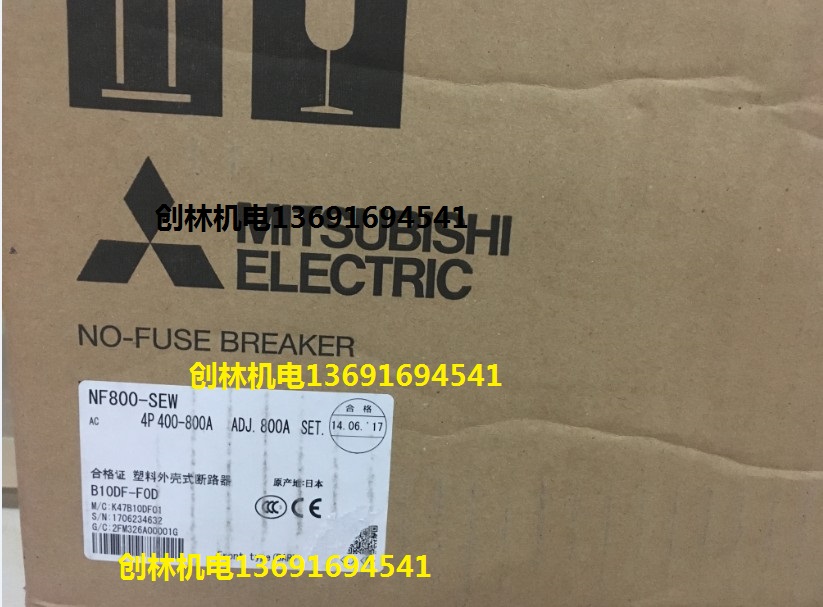 创林机电13691694541
MITSUBISHI
ELECTRIC
NO-FUSE BREAKER
创林机电13691694541
NF800-SEW
AC 4P 400-800A ADJ. 800A SET.
合格
14.06.'17
合格证 塑料外壳式断路器 原产地:日本
B10DF-F0D
M/C:K47B10DF01
S/N:1706234632
G/C:2FM326A00001G
CCC CE
创林机电13691694541